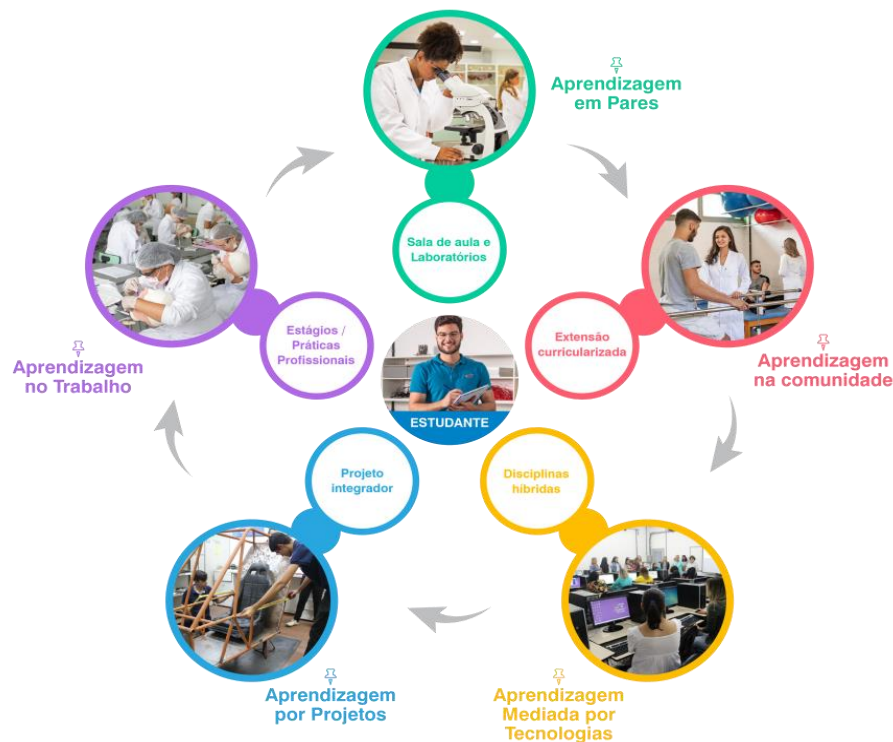 Aprendizagem
em Pares
Sala de aula e
Laboratórios
Extensão
curricularizada
Aprendizagem
na comunidade
Disciplinas
híbridas
Aprendizagem
Mediada por
Tecnologias
Projeto
integrador
Aprendizagem
por Projetos
Estágios /
Práticas
Profissionais
Aprendizagem
no Trabalho
ESTUDANTE